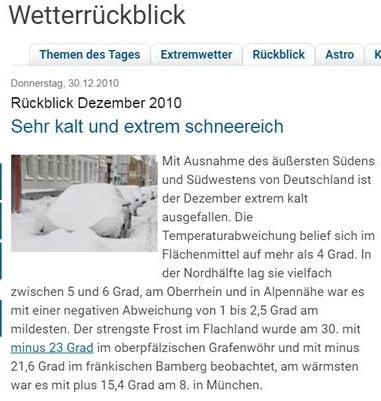 Wetterrückblick
Themen des Tages Extremwetter Rückblick Astro K
Donnerstag, 30.12.2010
Rückblick Dezember 2010
Sehr kalt und extrem schneereich
Mit Ausnahme des äußersten Südens
und Südwestens von Deutschland ist
der Dezember extrem kalt
ausgefallen. Die
Temperaturabweichung belief sich im
Flächenmittel auf mehr als 4 Grad. In
der Nordhälfte lag sie vielfach
zwischen 5 und 6 Grad, am Oberrhein und in Alpennähe war es
mit einer negativen Abweichung von 1 bis 2,5 Grad am
mildesten. Der strengste Frost im Flachland wurde am 30. mit
minus 23 Grad im oberpfälzischen Grafenwöhr und mit minus
21,6 Grad im fränkischen Bamberg beobachtet, am wärmsten
war es mit plus 15,4 Grad am 8. in München.